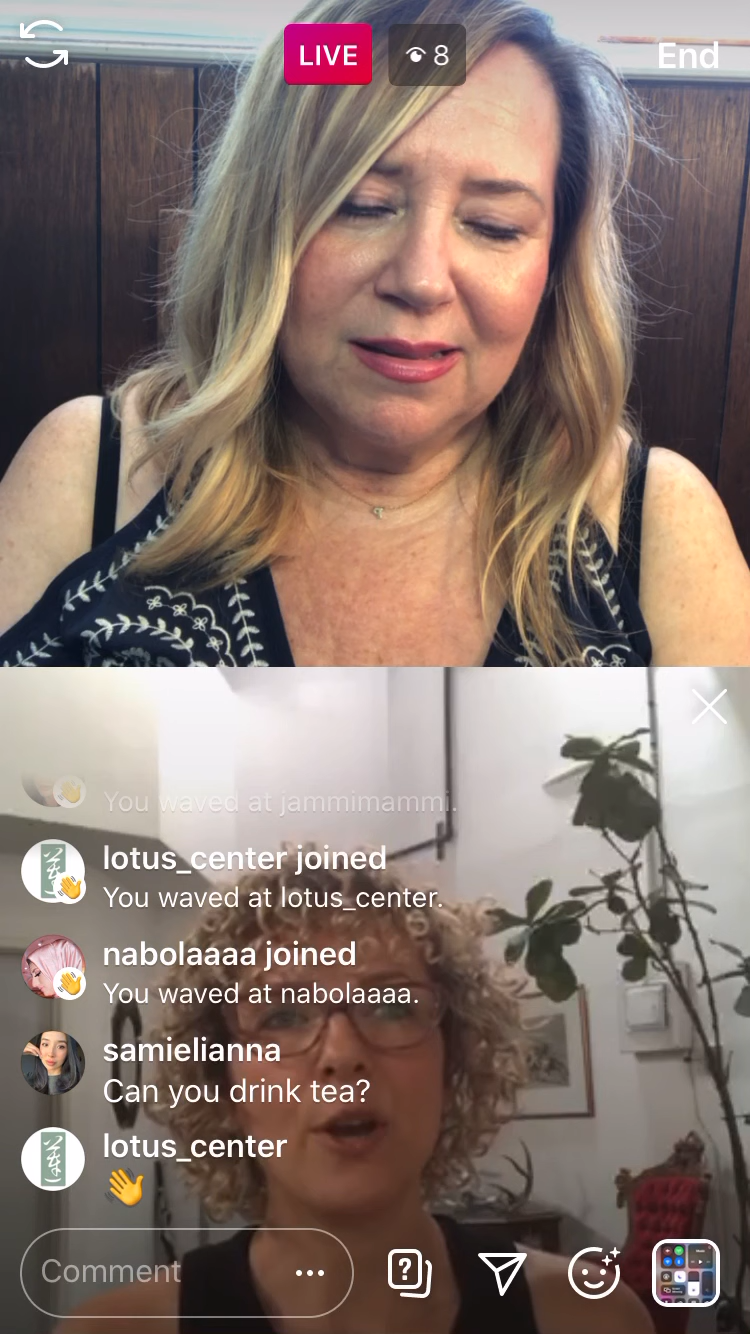 LIVE
8
End
You waved at jammimammi.
lotus_center joined
You waved at lotus_center.
nabolaaaa joined
You waved at nabolaaaa.
samielianna
Can you drink tea?
lotus_center
👋
Comment